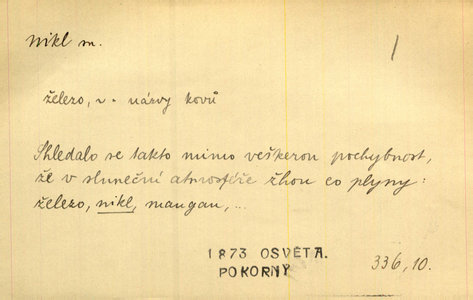 nikl m.
1
železo, v. názvy kovů
Shledalo se takto mimo veškerou pochybnost,
že v sluneční atmosféře žhou co plyny:
železo, nikl, mangan, ...
1873 OSVĚTA.
POKORNÝ
336, 10.